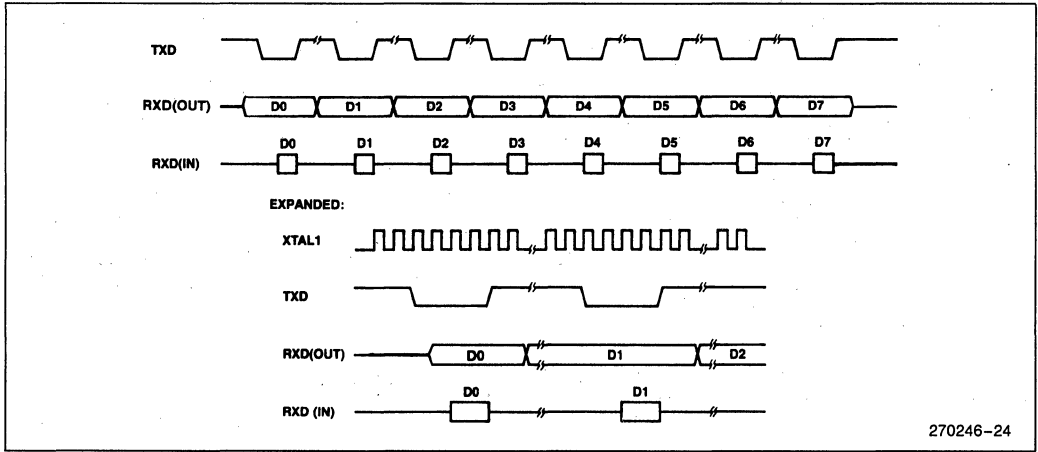 TXD
RXD(OUT) D0 D1 D2 D3 D4 D5 D6 D7
D0 D1 D2 D3 D4 D5 D6 D7
RXD(IN)
EXPANDED:
XTAL1
TXD
RXD(OUT) D0 D1 D2
D0 D1
RXD (IN)
270246-24